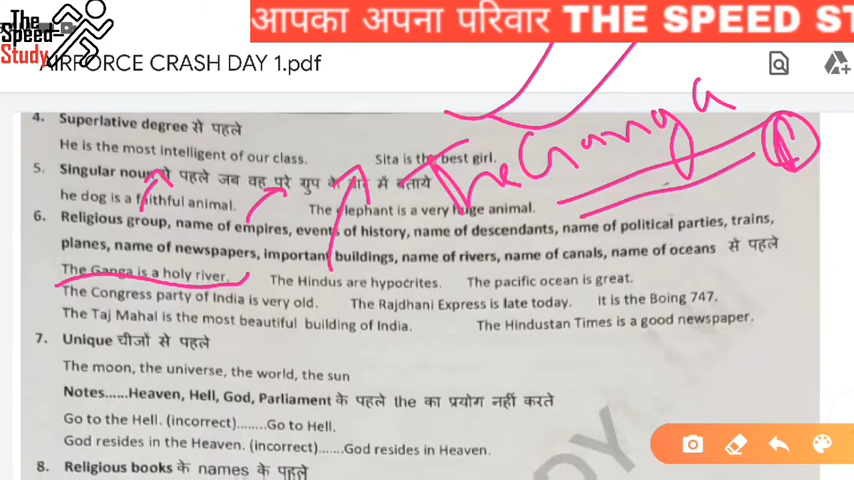 आपका अपना परिवार THE SPEED ST
The
Speed
Study
AIRFORCE CRASH DAY 1.pdf
The Ganga
4. Superlative degree से पहले
He is the most intelligent of our class. Sita is the best girl.
5. Singular noun से पहले जब वह पूरे ग्रुप के बारे में बताये
he dog is a faithful animal. The elephant is a very huge animal.
6. Religious group, name of empires, events of history, name of descendants, name of political parties, trains,
planes, name of newspapers, important buildings, name of rivers, name of canals, name of oceans से पहले
The Ganga is a holy river. The Hindus are hypocrites. The pacific ocean is great.
The Congress party of India is very old. The Rajdhani Express is late today. It is the Boing 747.
The Taj Mahal is the most beautiful building of India. The Hindustan Times is a good newspaper.
7. Unique चीजों से पहले
The moon, the universe, the world, the sun
Notes......Heaven, Hell, God, Parliament के पहले the का प्रयोग नहीं करते
Go to the Hell. (incorrect)........Go to Hell.
God resides in the Heaven. (incorrect)......God resides in Heaven.
8. Religious books के names के पहले